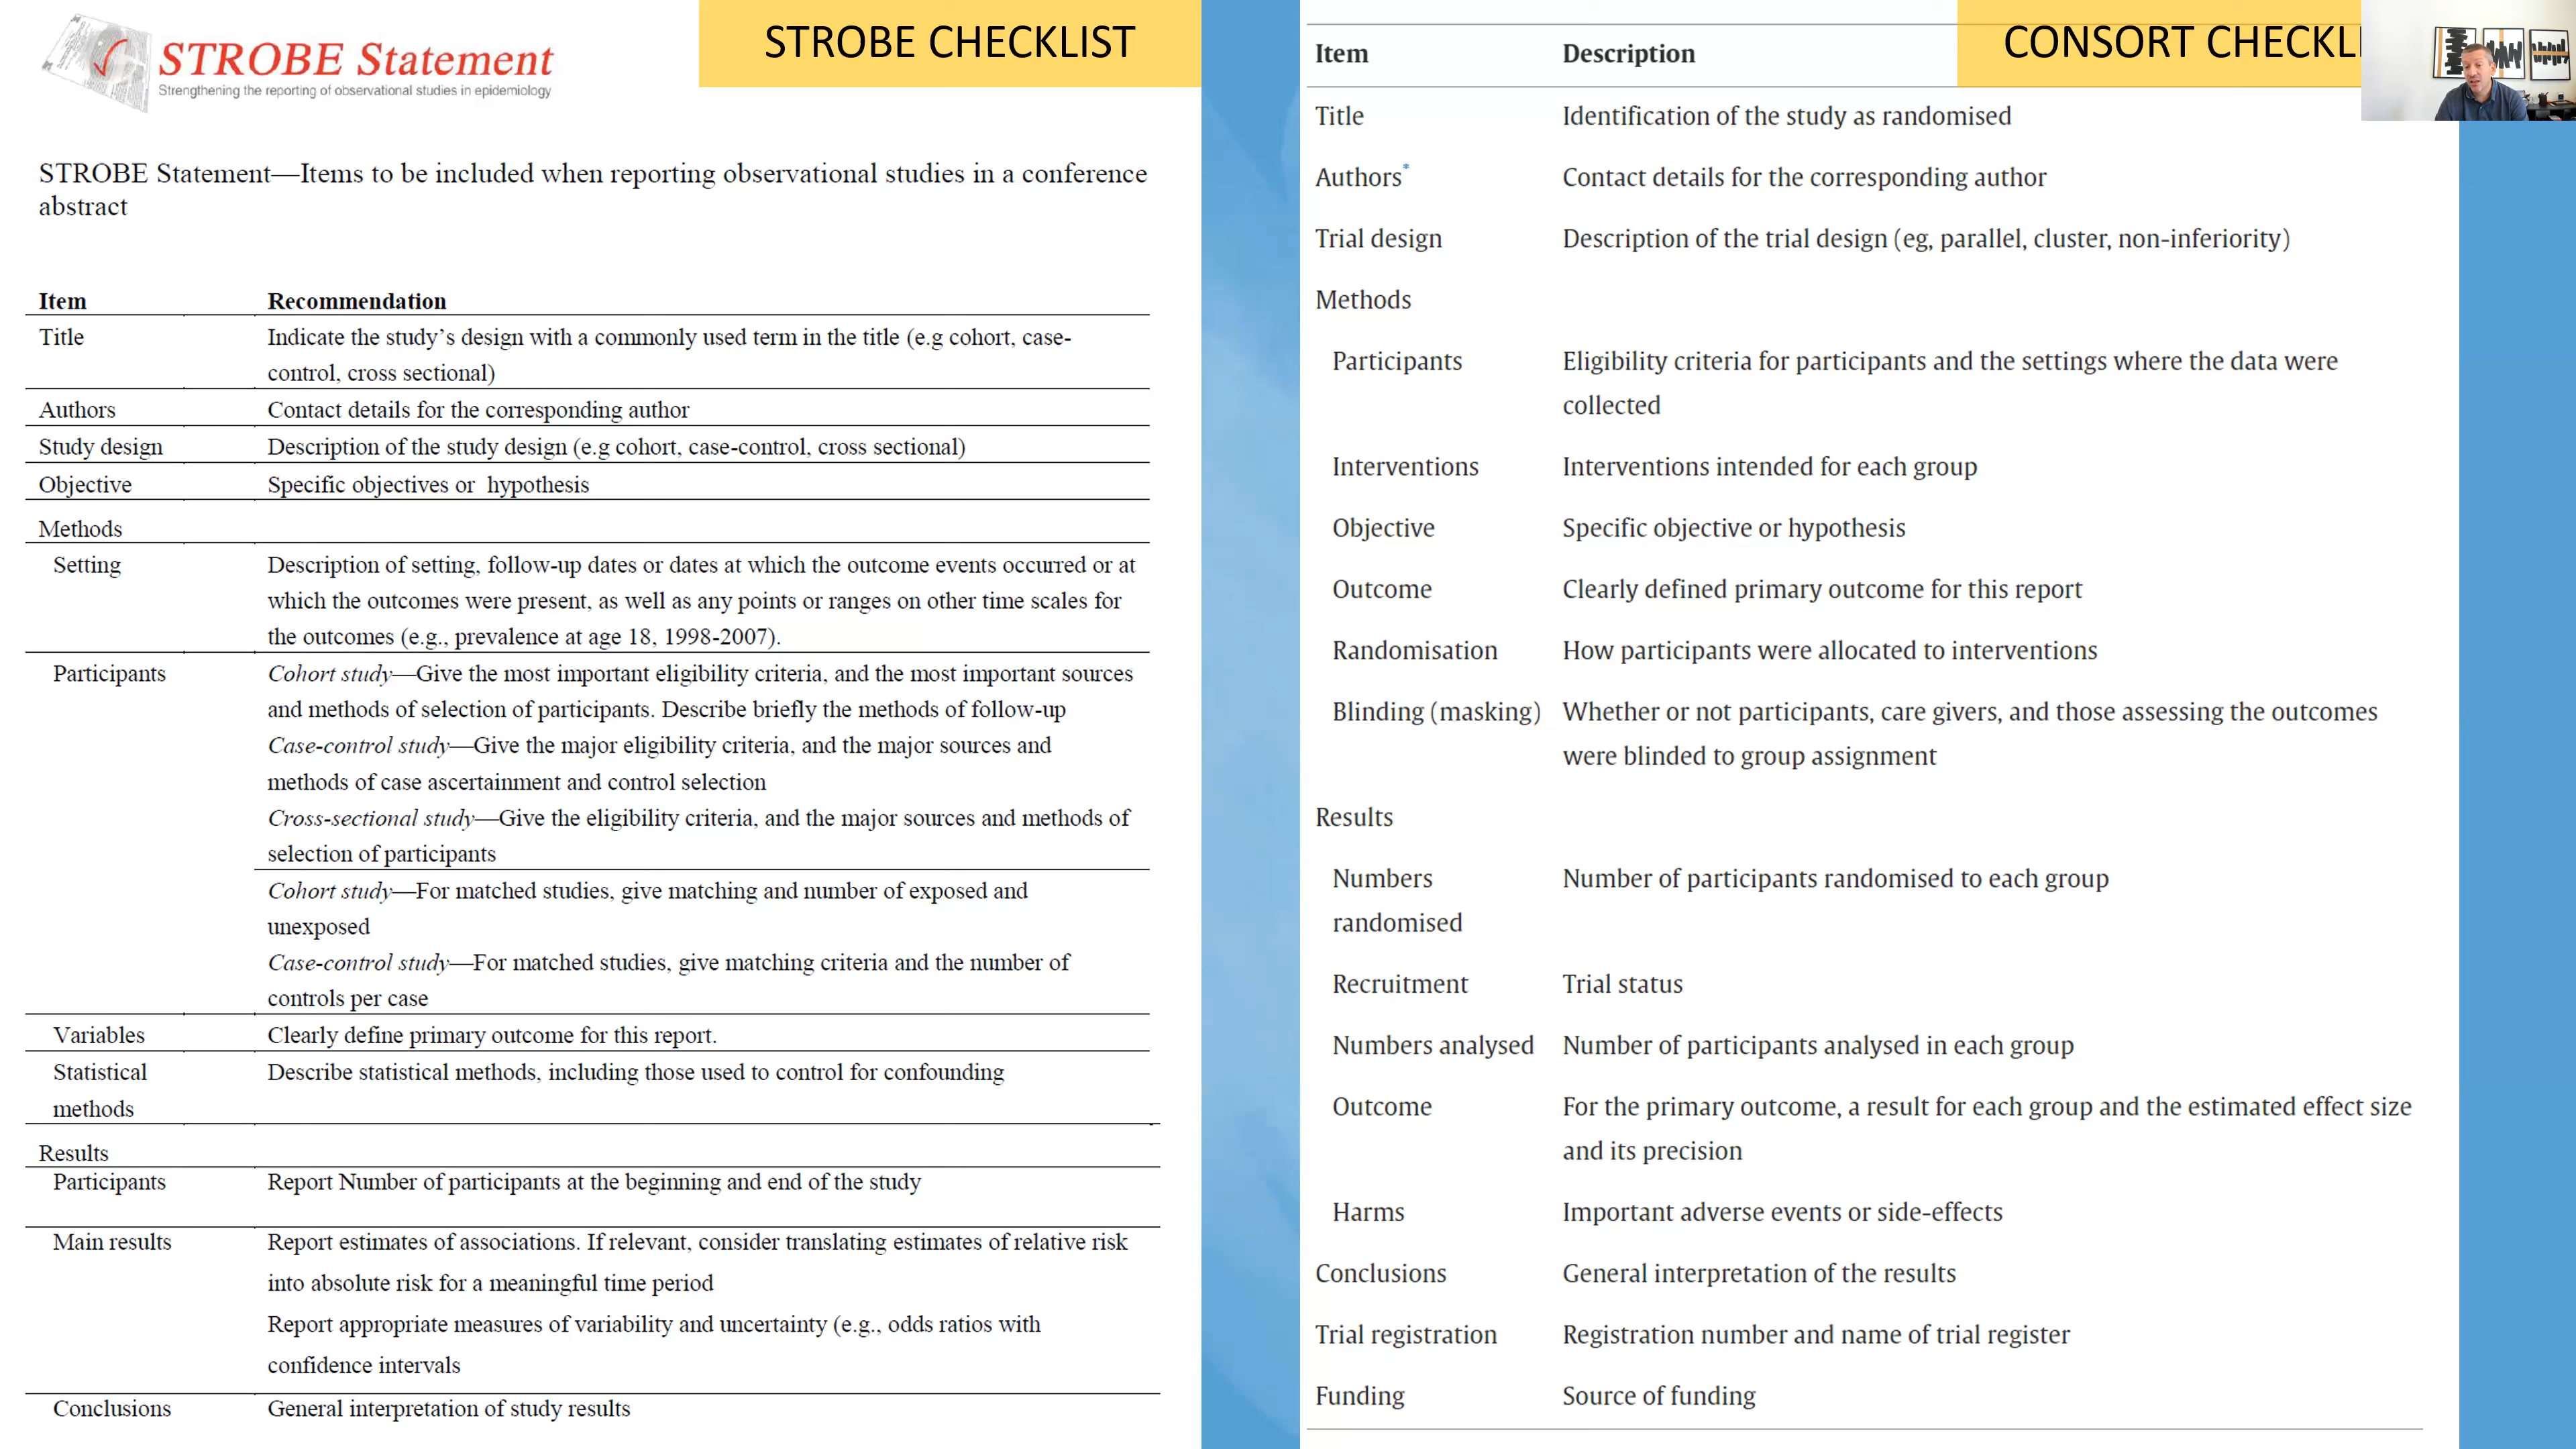 STROBE Statement
Strengthening the reporting of observational studies in epidemiology
STROBE CHECKLIST
STROBE Statement—Items to be included when reporting observational studies in a conference
abstract
Item Recommendation
Title Indicate the study's design with a commonly used term in the title (e.g cohort, case-
control, cross sectional)
Authors Contact details for the corresponding author
Study design Description of the study design (e.g cohort, case-control, cross sectional)
Objective Specific objectives or hypothesis
Methods
Setting Description of setting, follow-up dates or dates at which the outcome events occurred or at
which the outcomes were present, as well as any points or ranges on other time scales for
the outcomes (e.g., prevalence at age 18, 1998-2007).
Participants Cohort study—Give the most important eligibility criteria, and the most important sources
and methods of selection of participants. Describe briefly the methods of follow-up
Case-control study—Give the major eligibility criteria, and the major sources and
methods of case ascertainment and control selection
Cross-sectional study—Give the eligibility criteria, and the major sources and methods of
selection of participants
Cohort study—For matched studies, give matching and number of exposed and
unexposed
Case-control study—For matched studies, give matching criteria and the number of
controls per case
Variables Clearly define primary outcome for this report.
Statistical Describe statistical methods, including those used to control for confounding
methods
Results
Participants Report Number of participants at the beginning and end of the study
Main results Report estimates of associations. If relevant, consider translating estimates of relative risk
into absolute risk for a meaningful time period
Report appropriate measures of variability and uncertainty (e.g., odds ratios with
confidence intervals
Conclusions General interpretation of study results
CONSORT CHECKL
Item Description
Title Identification of the study as randomised
Authors* Contact details for the corresponding author
Trial design Description of the trial design (eg, parallel, cluster, non-inferiority)
Methods
Participants Eligibility criteria for participants and the settings where the data were
collected
Interventions Interventions intended for each group
Objective Specific objective or hypothesis
Outcome Clearly defined primary outcome for this report
Randomisation How participants were allocated to interventions
Blinding (masking) Whether or not participants, care givers, and those assessing the outcomes
were blinded to group assignment
Results
Numbers Number of participants randomised to each group
randomised
Recruitment Trial status
Numbers analysed Number of participants analysed in each group
Outcome For the primary outcome, a result for each group and the estimated effect size
and its precision
Harms Important adverse events or side-effects
Conclusions General interpretation of the results
Trial registration Registration number and name of trial register
Funding Source of funding